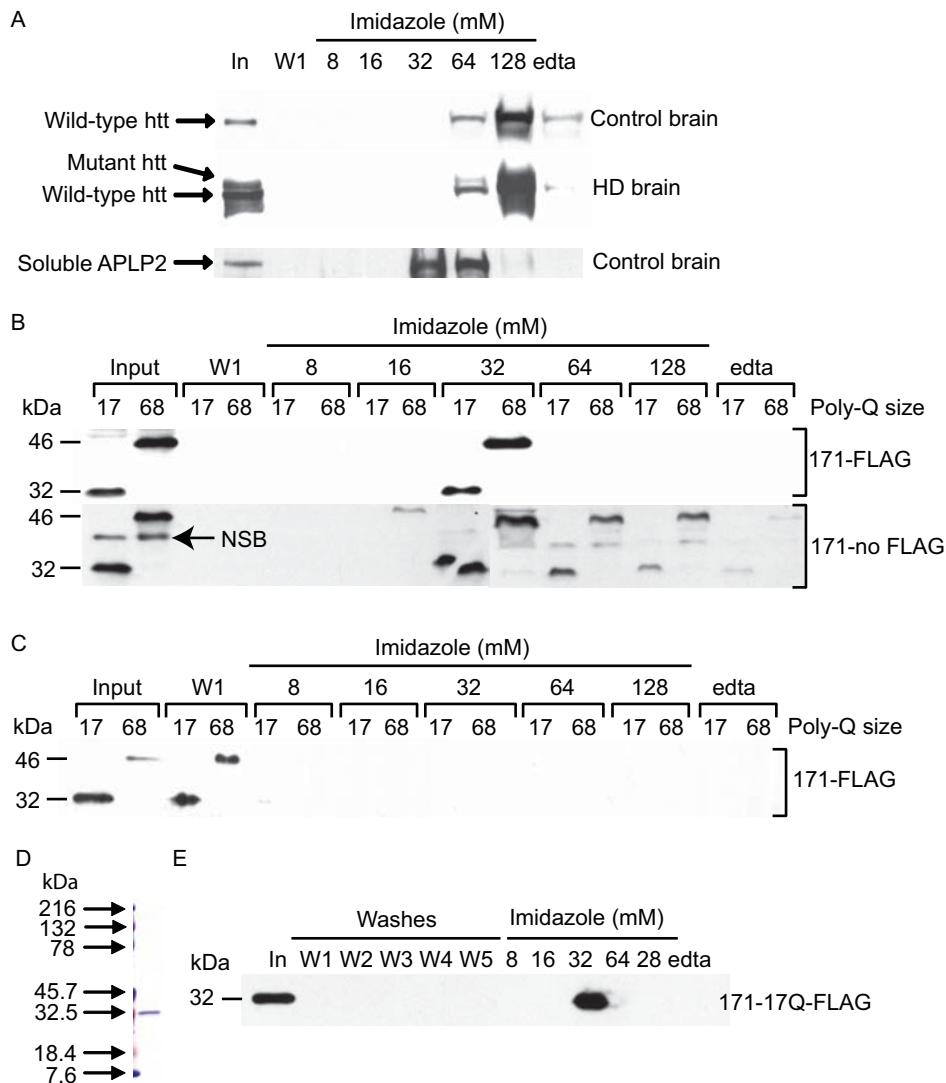 A
Imidazole (mM)
In W1 8 16 32 64 128 edta
Wild-type htt Control brain
Mutant htt
Wild-type htt HD brain
Soluble APLP2 Control brain
B
Imidazole (mM)
Input W1 8 16 32 64 128 edta
kDa 17 68 17 68 17 68 17 68 17 68 17 68 17 68 17 68 Poly-Q size
46
171-FLAG
32
46
NSB
171-no FLAG
32
C
Imidazole (mM)
Input W1 8 16 32 64 128 edta
kDa 17 68 17 68 17 68 17 68 17 68 17 68 17 68 17 68 Poly-Q size
46
171-FLAG
32
D
kDa
216
132
78
45.7
32.5
18.4
7.6
E
Washes Imidazole (mM)
kDa In W1 W2 W3 W4 W5 8 16 32 64 28 edta
32 171-17Q-FLAG